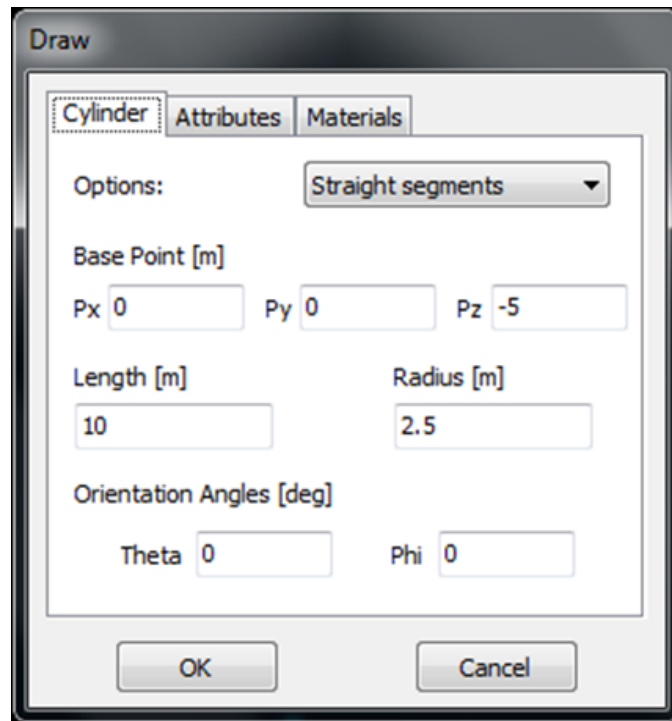 Draw
Cylinder Attributes Materials
Options: Straight segments
Base Point [m]
Px 0 Py 0 Pz -5
Length [m] Radius [m]
10 2.5
Orientation Angles [deg]
Theta 0 Phi 0
OK Cancel